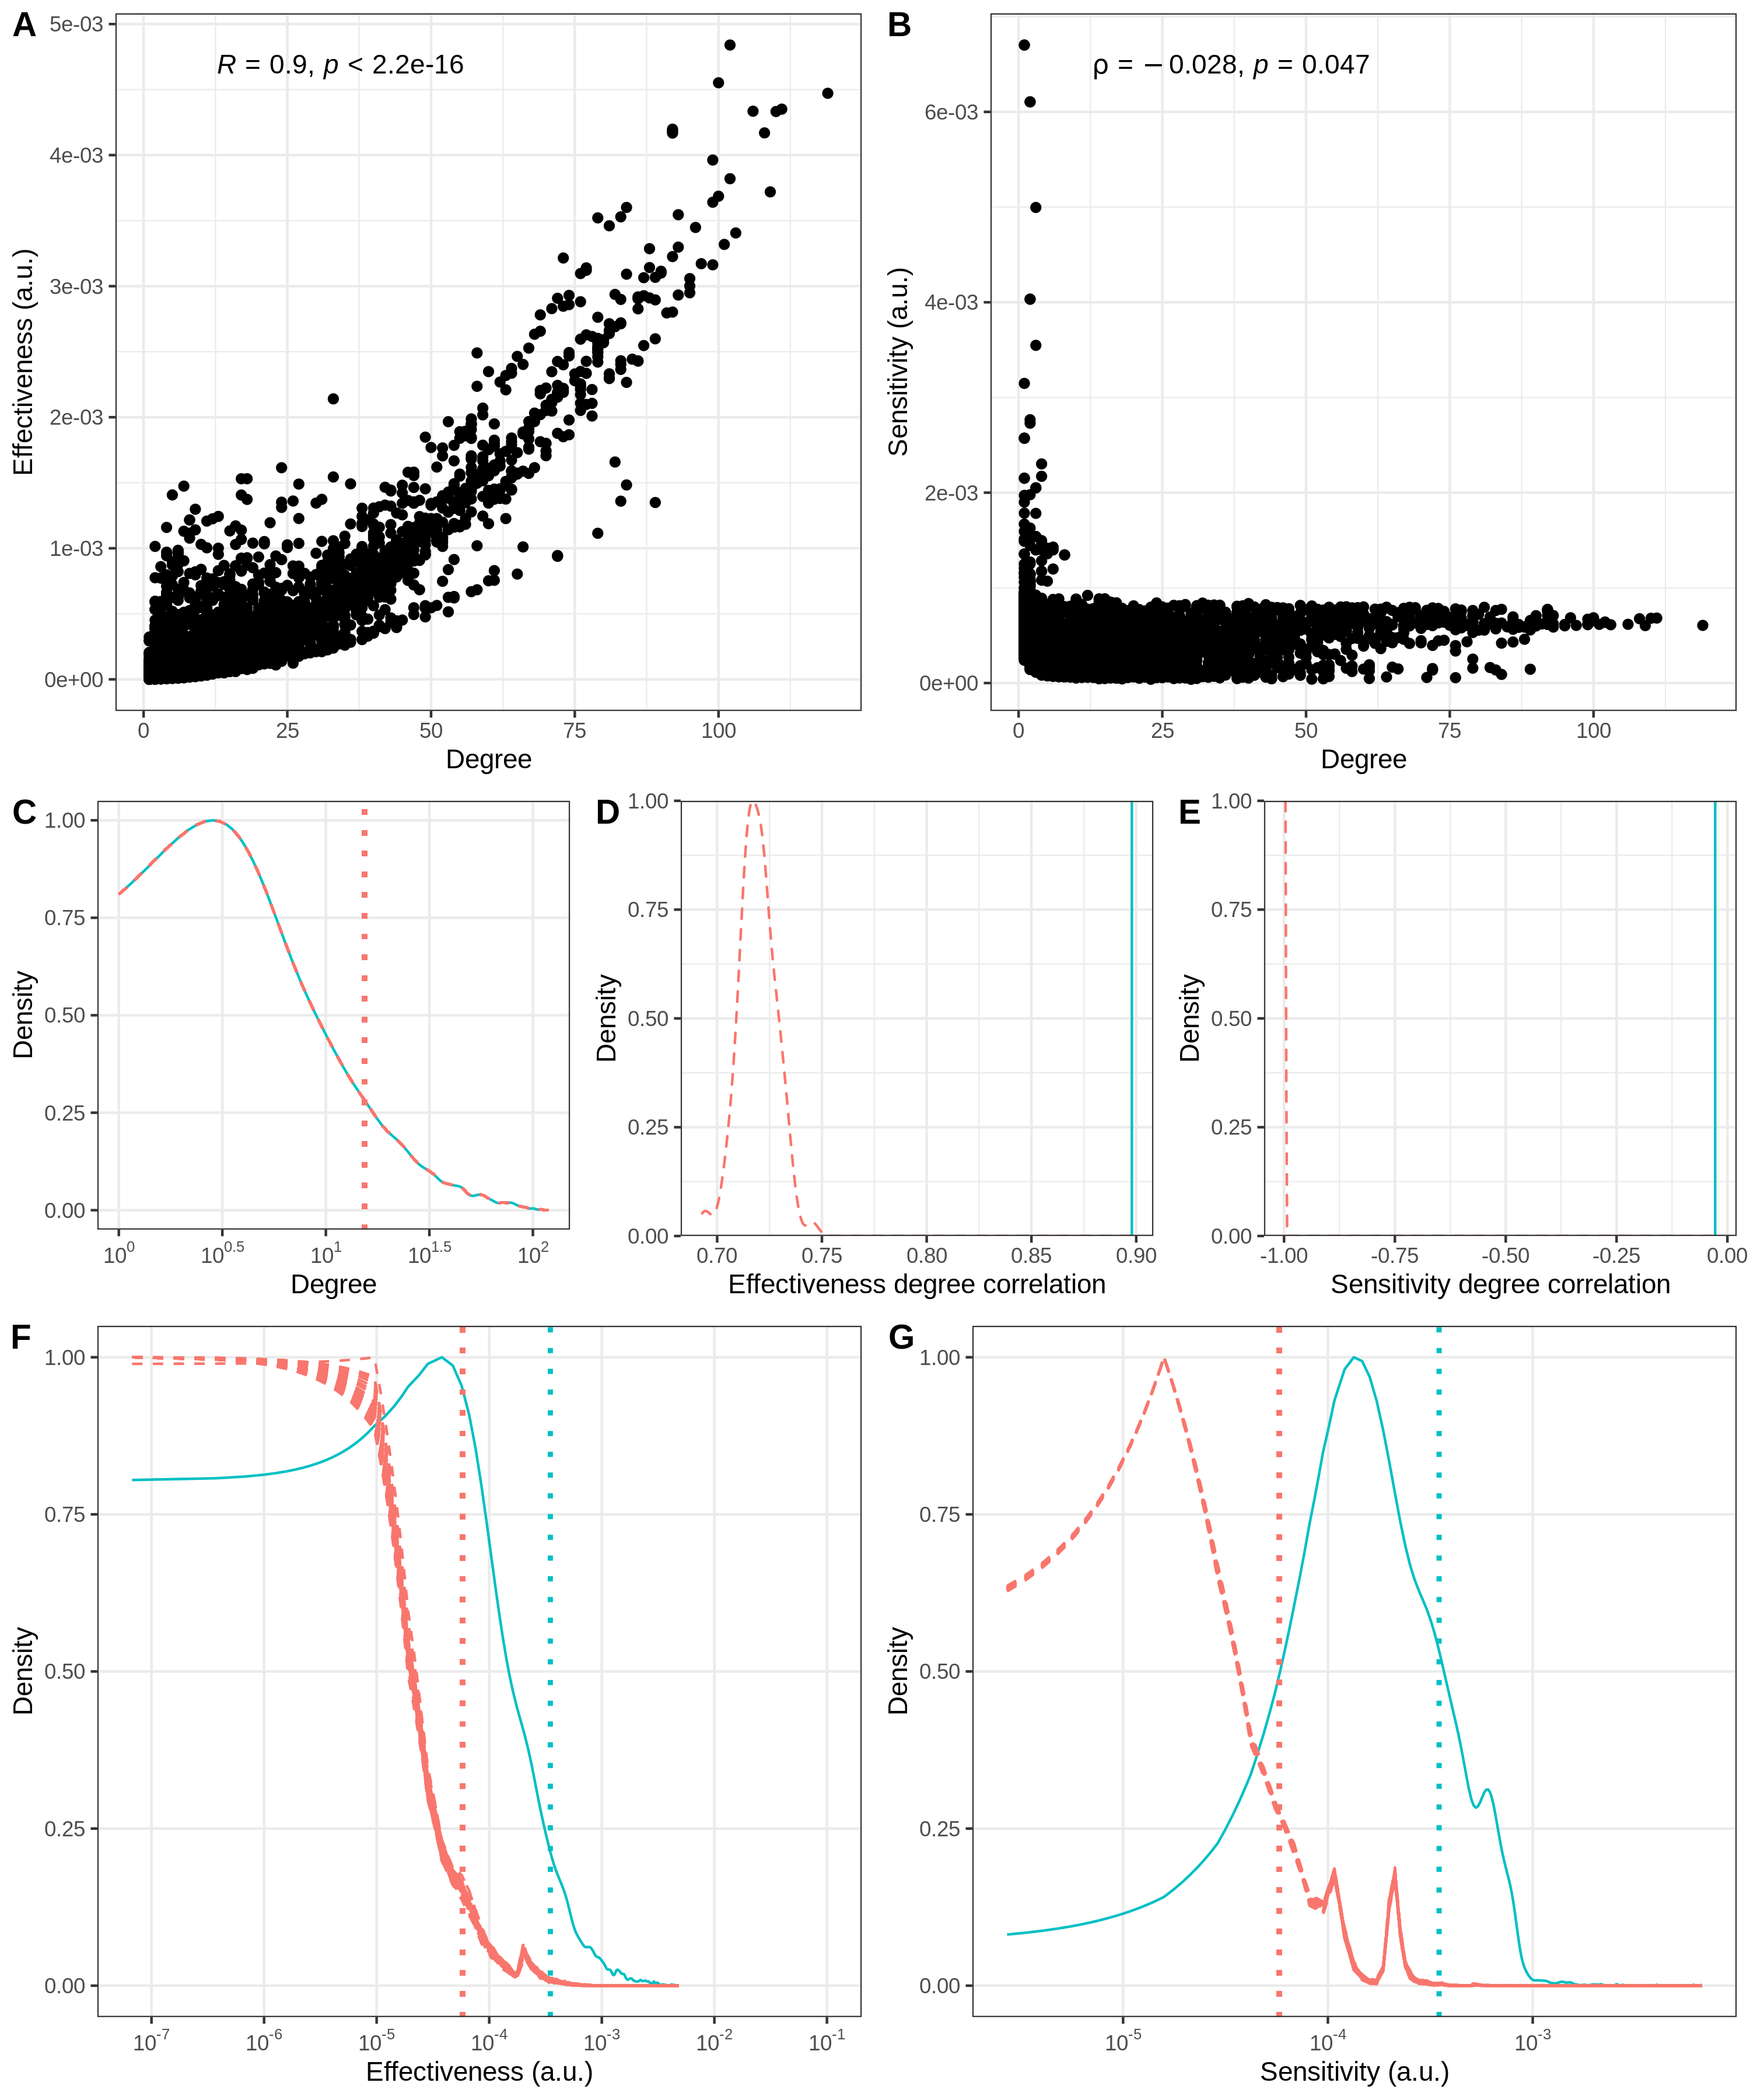 A
5e-03
4e-03
3e-03
2e-03
1e-03
0e+00
R = 0.9, p < 2.2e-16
Effectiveness (a.u.)
0 25 50 75 100
Degree
B
6e-03
4e-03
2e-03
0e+00
ρ = −0.028, p = 0.047
Sensitivity (a.u.)
0 25 50 75 100
Degree
C
1.00
0.75
0.50
0.25
0.00
Density
10^0 10^0.5 10^1 10^1.5 10^2
Degree
D
1.00
0.75
0.50
0.25
0.00
Density
0.70 0.75 0.80 0.85 0.90
Effectiveness degree correlation
E
1.00
0.75
0.50
0.25
0.00
Density
-1.00 -0.75 -0.50 -0.25 0.00
Sensitivity degree correlation
F
1.00
0.75
0.50
0.25
0.00
Density
10^-7 10^-6 10^-5 10^-4 10^-3 10^-2 10^-1
Effectiveness (a.u.)
G
1.00
0.75
0.50
0.25
0.00
Density
10^-5 10^-4 10^-3
Sensitivity (a.u.)